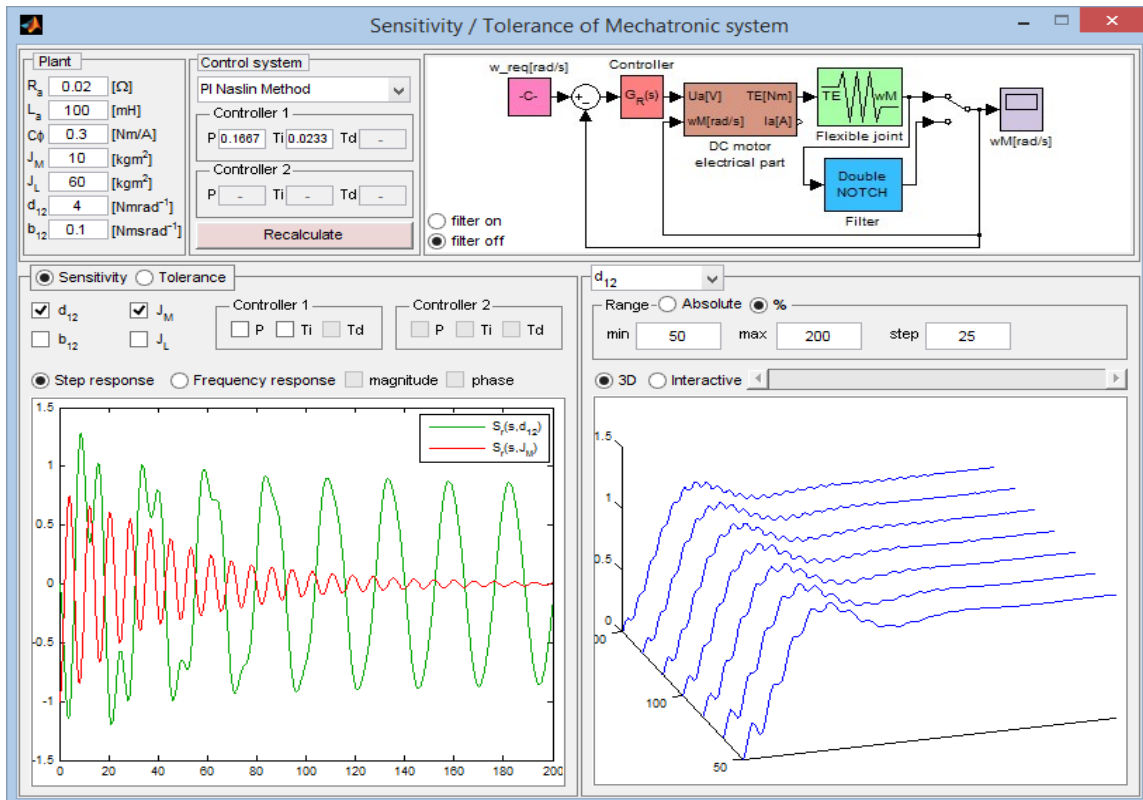 Sensitivity / Tolerance of Mechatronic system
Plant
Ra 0.02 [Ω]
La 100 [mH]
Cϕ 0.3 [Nm/A]
JM 10 [kgm²]
JL 60 [kgm²]
d12 4 [Nmrad⁻¹]
b12 0.1 [Nmsrad⁻¹]
Control system
PI Naslin Method
Controller 1
P 0.1667 Ti 0.0233 Td -
Controller 2
P - Ti - Td -
Recalculate
w_req[rad/s]
-C-
+
-
Controller
GR(s)
Ua[V] TE[Nm]
wM[rad/s] Ia[A]
DC motor
electrical part
TE wM
Flexible joint
Double
NOTCH
Filter
wM[rad/s]
filter on
filter off
Sensitivity Tolerance
d12 JM
b12 JL
Controller 1
P Ti Td
Controller 2
P Ti Td
Step response Frequency response magnitude phase
Sr(s,d12)
Sr(s,JM)
1.5
1
0.5
0
-0.5
-1
-1.5
0 20 40 60 80 100 120 140 160 180 200
d12
Range Absolute %
min 50 max 200 step 25
3D Interactive
1.5
1
0.5
0
00
100
50